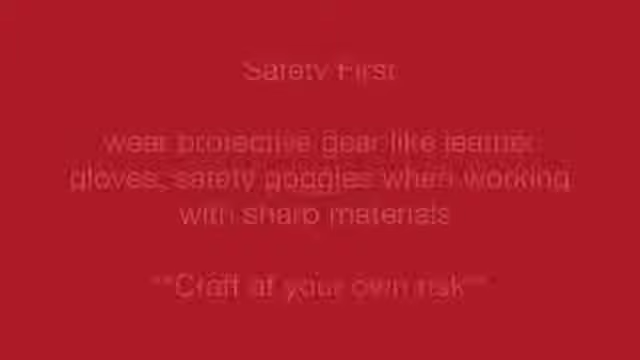 Safety First
wear protective gear like leather
gloves, safety goggles when working
with sharp materials
**Craft at your own risk**